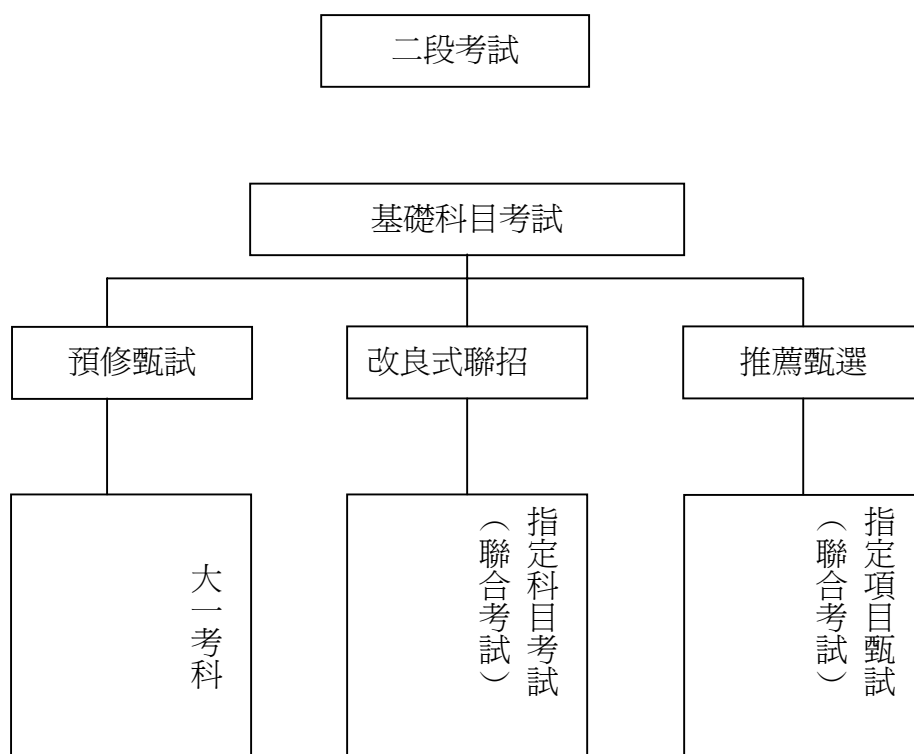 二段考試
基礎科目考試
預修甄試
改良式聯招
推薦甄選
大一考科
指定科目考試
（聯合考試）
指定項目甄試
（聯合考試）